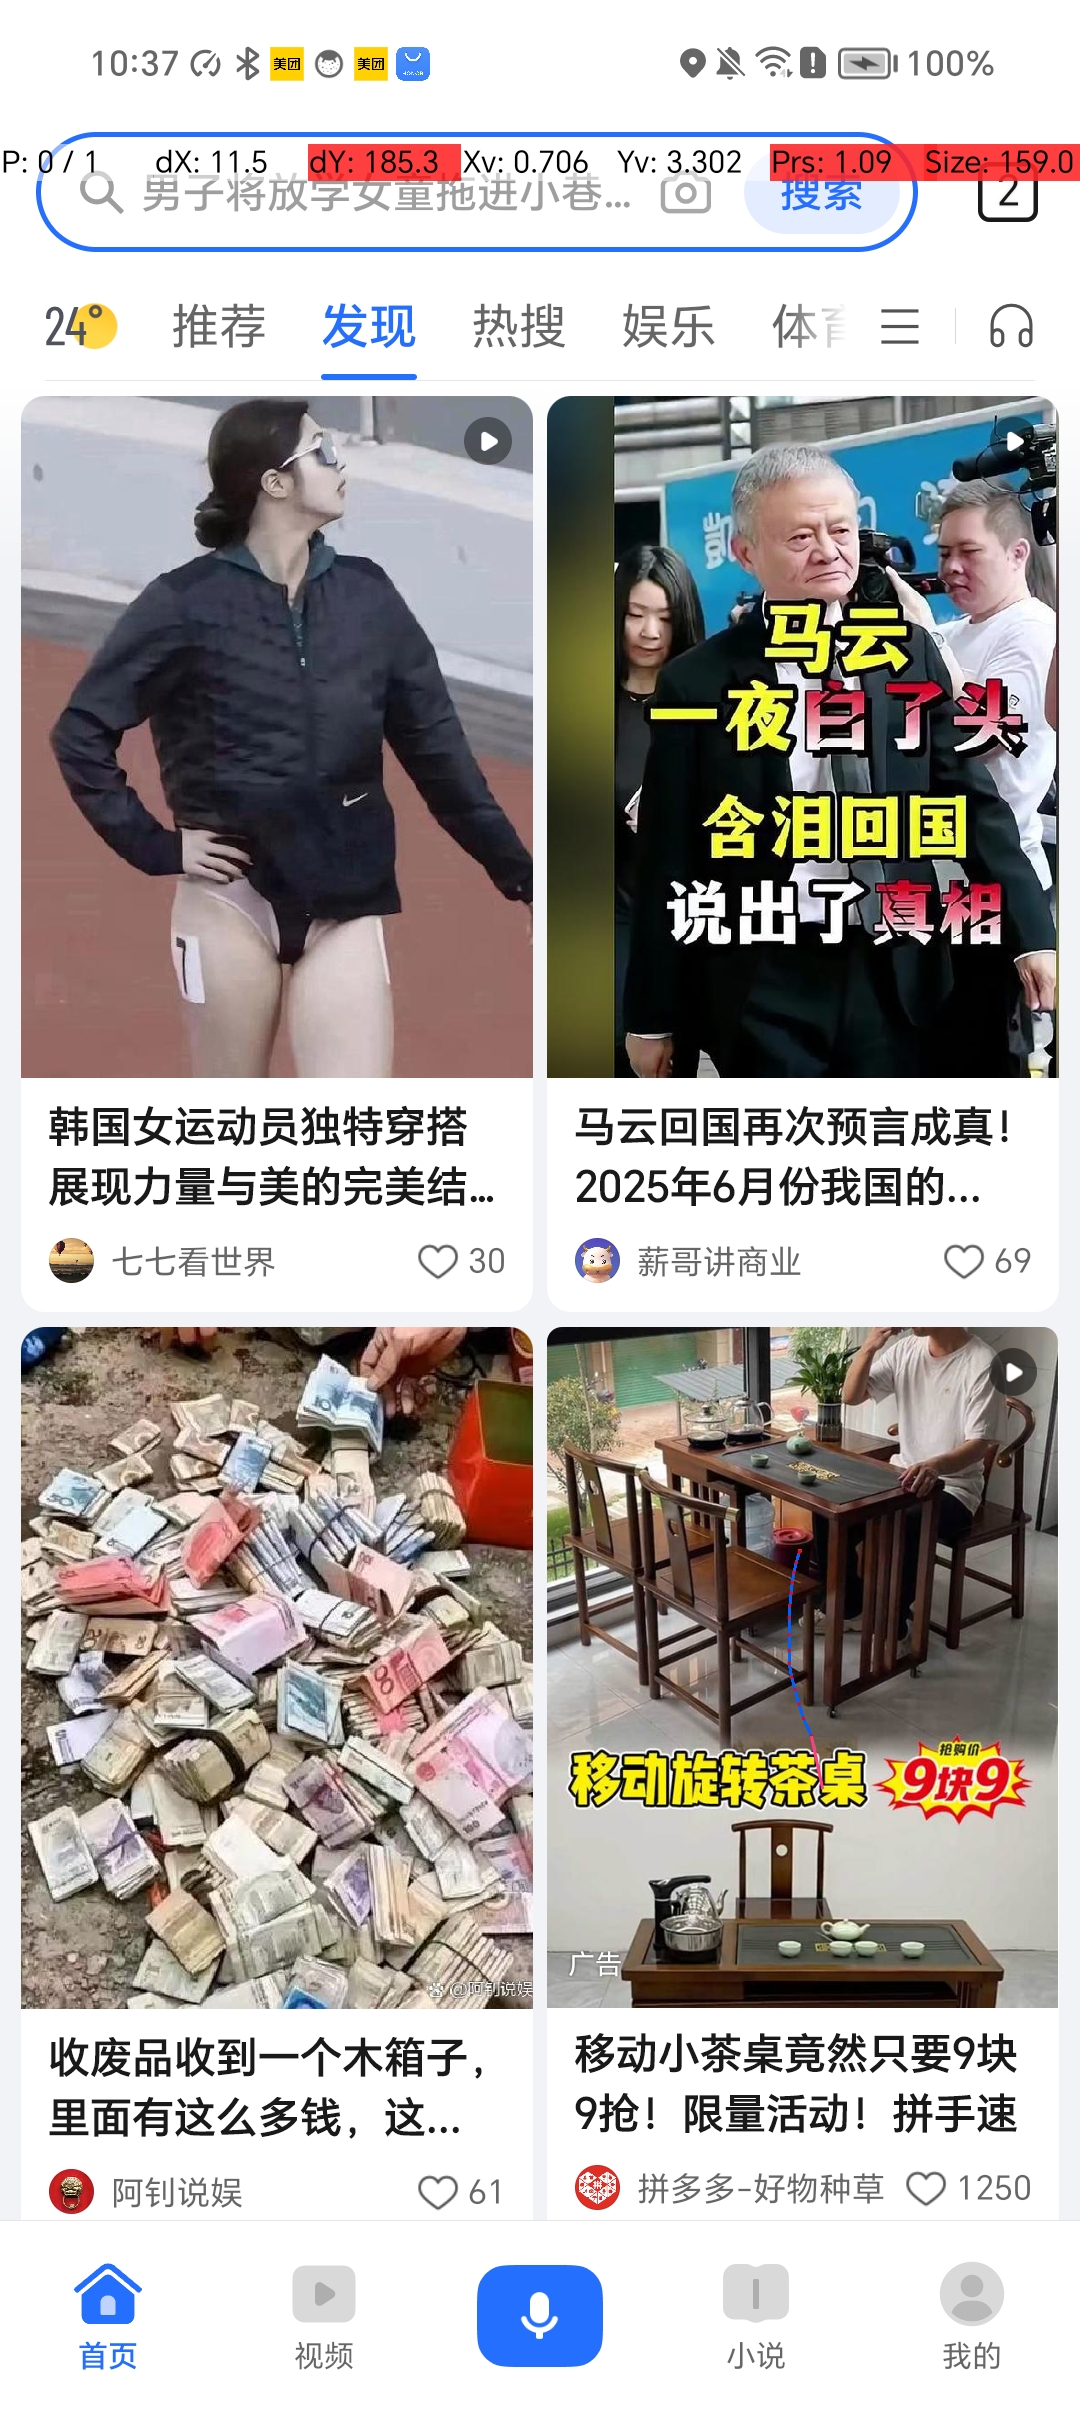 10:37 美团 美团 HONOR 100%
P: 0 / 1 dX: 11.5 dY: 185.3 Xv: 0.706 Yv: 3.302 Prs: 1.09 Size: 159.0
男子将放学女童拖进小巷... 搜索 2
24° 推荐 发现 热搜 娱乐 体育
马云
一夜白了头
含泪回国
说出了真相
韩国女运动员独特穿搭
展现力量与美的完美结...
七七看世界 30
马云回国再次预言成真！
2025年6月份我国的...
薪哥讲商业 69
@阿钊说娱
收废品收到一个木箱子，
里面有这么多钱，这...
阿钊说娱 61
移动旋转茶桌 抢购价 9块9
广告
移动小茶桌竟然只要9块
9抢！限量活动！拼手速
拼多多-好物种草 1250
首页 视频 小说 我的